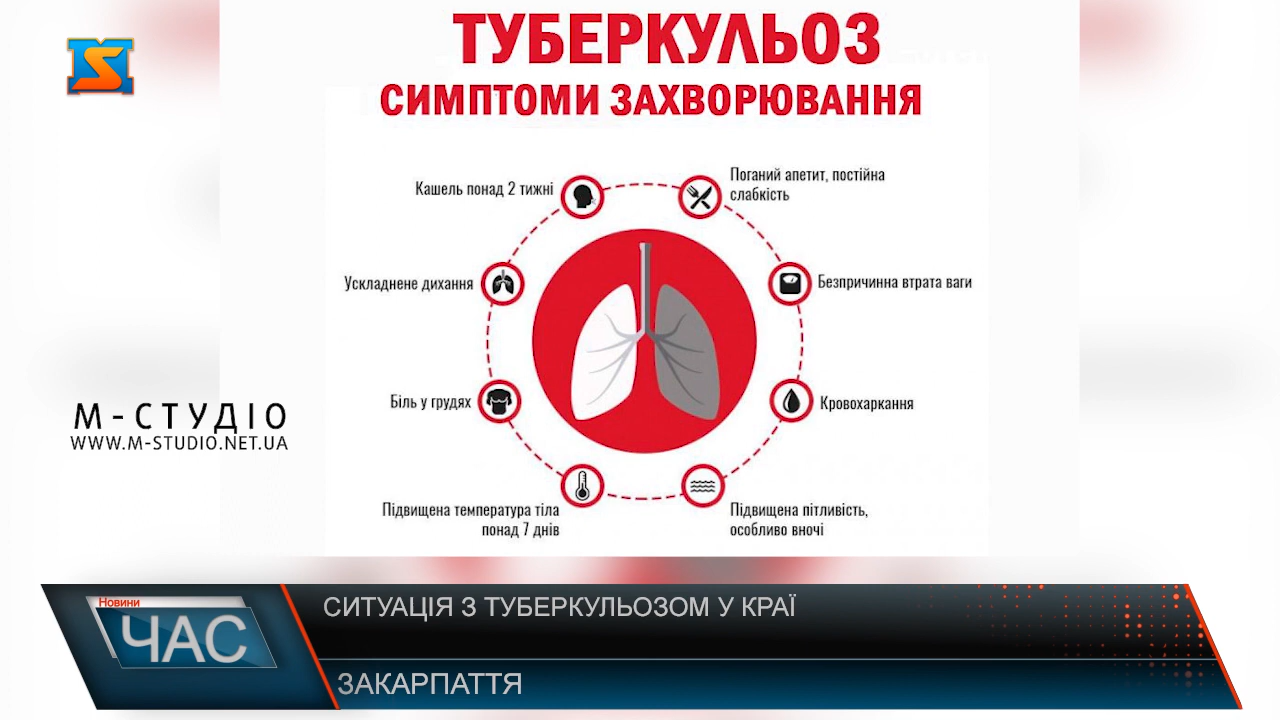 ТУБЕРКУЛЬОЗ
СИМПТОМИ ЗАХВОРЮВАННЯ
Кашель понад 2 тижні
Поганий апетит, постійна
слабкість
Ускладнене дихання
Безпричинна втрата ваги
Біль у грудях
Кровохаркання
Підвищена температура тіла
понад 7 днів
Підвищена пітливість,
особливо вночі
М-СТУДІО
WWW.M-STUDIO.NET.UA
Новини
ЧАС
СИТУАЦІЯ З ТУБЕРКУЛЬОЗОМ У КРАЇ
ЗАКАРПАТТЯ